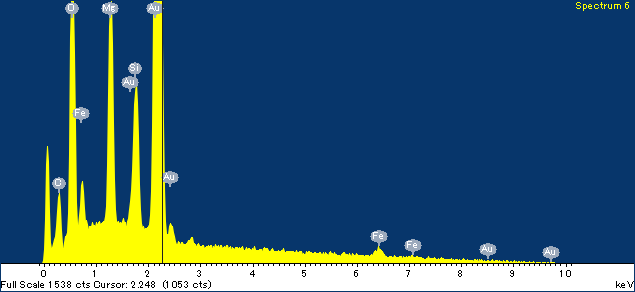 Spectrum 6
O Mg Au
Si
Au
Fe
Au
C
Fe
Fe
Au
Au
0 1 2 3 4 5 6 7 8 9 10
Full Scale 1538 cts Cursor: 2.248 (1053 cts) keV